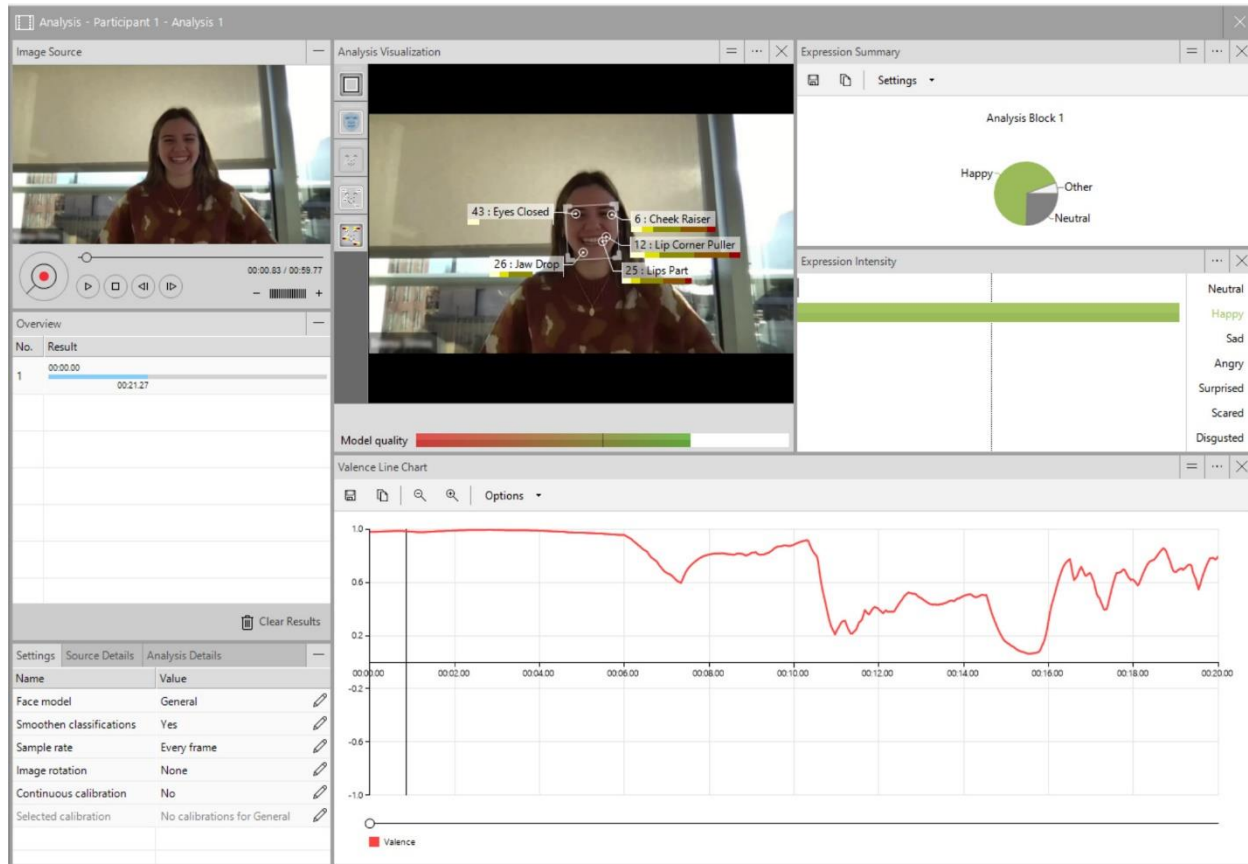 Analysis - Participant 1 - Analysis 1
Image Source
00:00.83 / 00:59.77
Overview
No. Result
1
00:00.00
00:21.27
Clear Results
Settings Source Details Analysis Details
Name Value
Face model General
Smoothen classifications Yes
Sample rate Every frame
Image rotation None
Continuous calibration No
Selected calibration No calibrations for General
Analysis Visualization
43 : Eyes Closed
6 : Cheek Raiser
12 : Lip Corner Puller
26 : Jaw Drop
25 : Lips Part
Model quality
Expression Summary
Settings
Analysis Block 1
Happy
Other
Neutral
Expression Intensity
Neutral
Happy
Sad
Angry
Surprised
Scared
Disgusted
Valence Line Chart
Options
1.0
0.6
0.2
00:00.00 00:02.00 00:04.00 00:06.00 00:08.00 00:10.00 00:12.00 00:14.00 00:16.00 00:18.00 00:20.00
-0.2
-0.6
-1.0
Valence